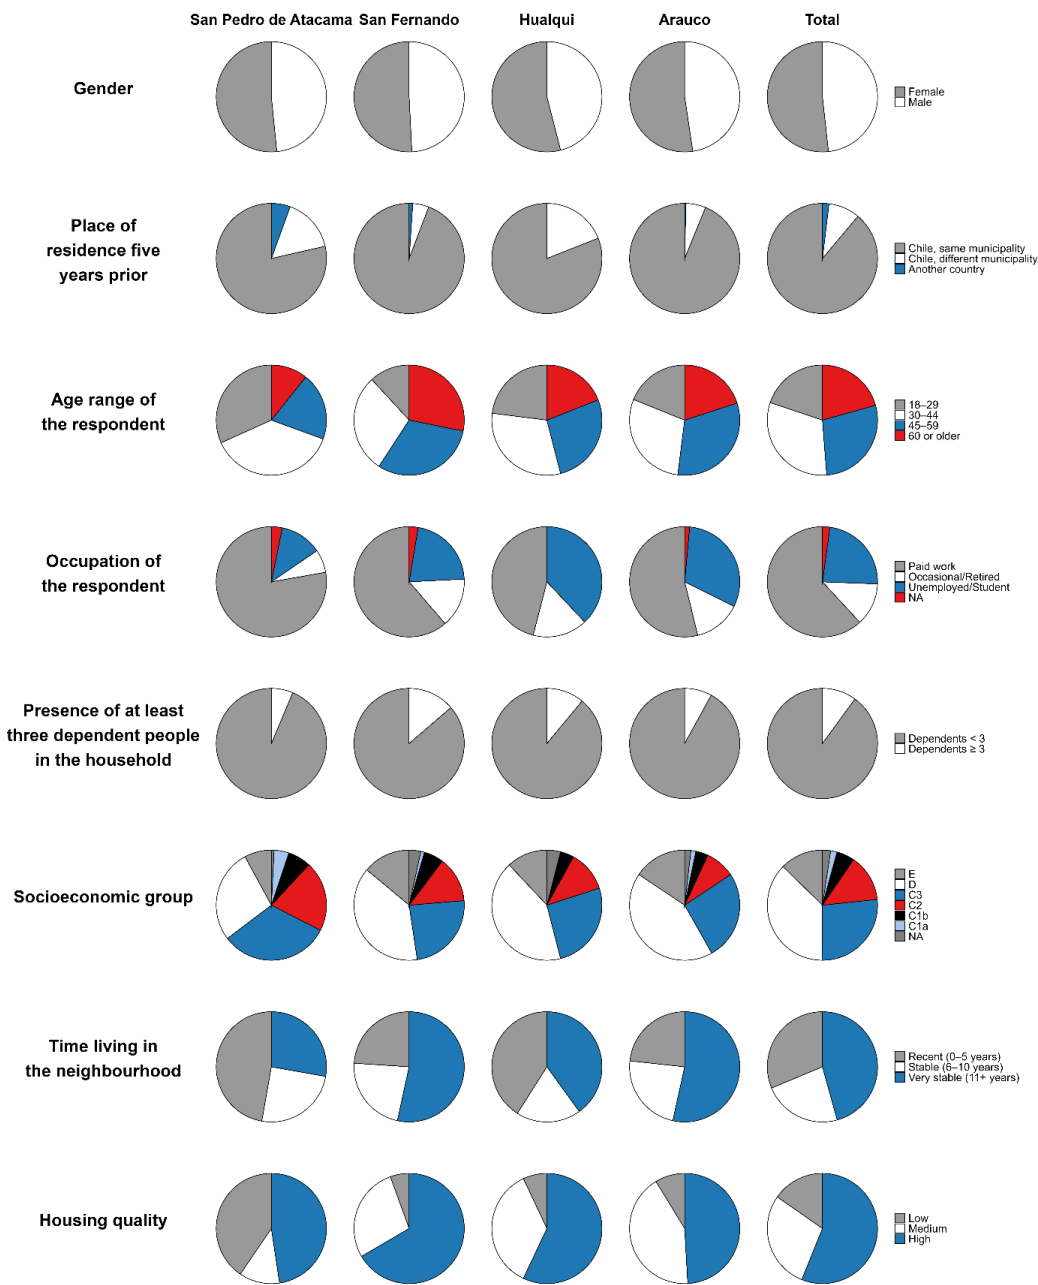 San Pedro de Atacama San Fernando Hualqui Arauco Total
Gender
Female
Male
Place of
residence five
years prior
Chile, same municipality
Chile, different municipality
Another country
Age range of
the respondent
18–29
30–44
45–59
60 or older
Occupation of
the respondent
Paid work
Occasional/Retired
Unemployed/Student
NA
Presence of at least
three dependent people
in the household
Dependents < 3
Dependents ≥ 3
Socioeconomic group
E
D
C3
C2
C1b
C1a
NA
Time living in
the neighbourhood
Recent (0–5 years)
Stable (6–10 years)
Very stable (11+ years)
Housing quality
Low
Medium
High